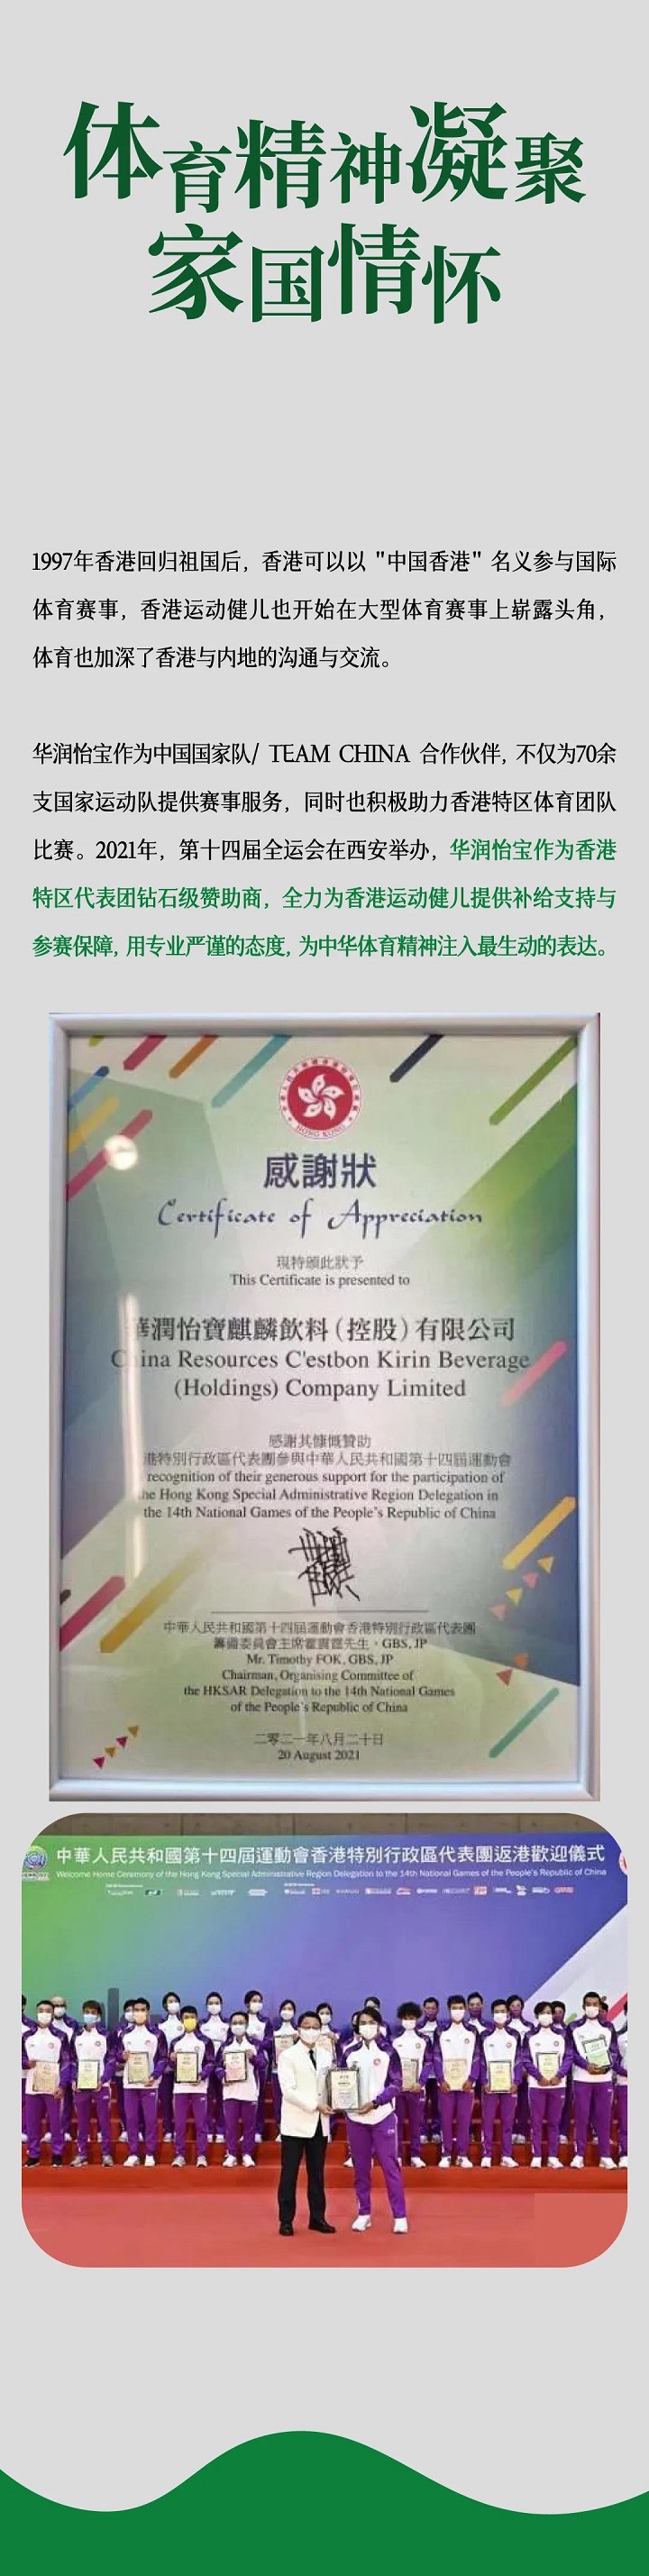 体育精神凝聚
家国情怀
1997年香港回归祖国后，香港可以以 "中国香港" 名义参与国际
体育赛事，香港运动健儿也开始在大型体育赛事上崭露头角，
体育也加深了香港与内地的沟通与交流。
华润怡宝作为中国国家队/ TEAM CHINA 合作伙伴, 不仅为70余
支国家运动队提供赛事服务，同时也积极助力香港特区体育团队
比赛。2021年，第十四届全运会在西安举办，华润怡宝作为香港
特区代表团钻石级赞助商，全力为香港运动健儿提供补给支持与
参赛保障, 用专业严谨的态度, 为中华体育精神注入最生动的表达。
HONG KONG
感謝狀
Certificate of Appreciation
現特頒此狀予
This Certificate is presented to
華潤怡寶麒麟飲料（控股）有限公司
C ina Resources C'estbon Kirin Beverage
(Holdings) Company Limited
感謝其慷慨贊助
港特別行政區代表團參與中華人民共和國第十四屆運動會
recognition of their generous support for the participation of
the Hong Kong Special Administrative Region Delegation in
the 14th National Games of the People's Republic of China
中華人民共和國第十四屆運動會香港特別行政區代表團
籌備委員會主席霍震霆先生，GBS, JP
Mr. Timothy FOK, GBS, JP
Chairman, Organising Committee of
the HKSAR Delegation to the 14th National Games
of the People's Republic of China
二零二一年八月二十日
20 August 2021
中華人民共和國第十四屆運動會香港特別行政區代表團返港歡迎儀式
Welcome Home Ceremony of the Hong Kong Special Administrative Region Delegation to the 14th National Games of the People's Republic of China